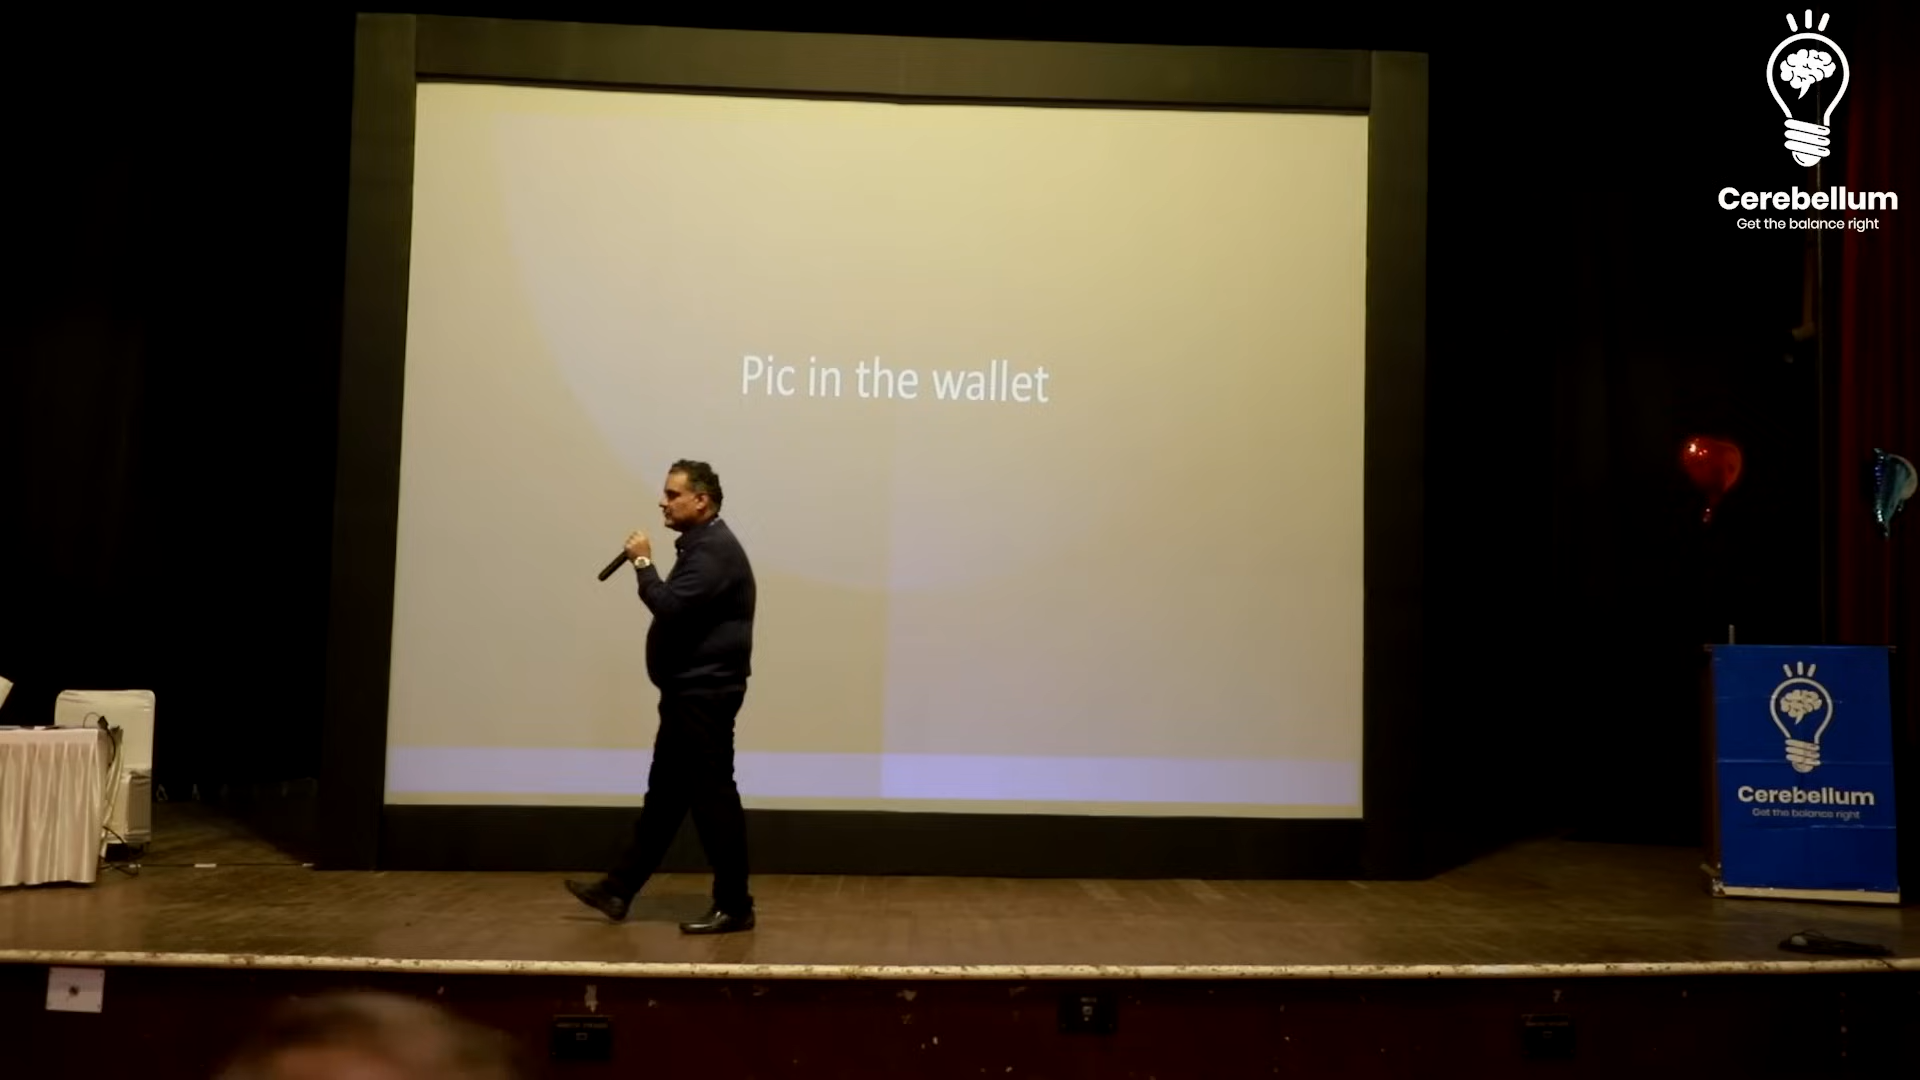 Pic in the wallet
Cerebellum
Get the balance right
Cerebellum
Get the balance right